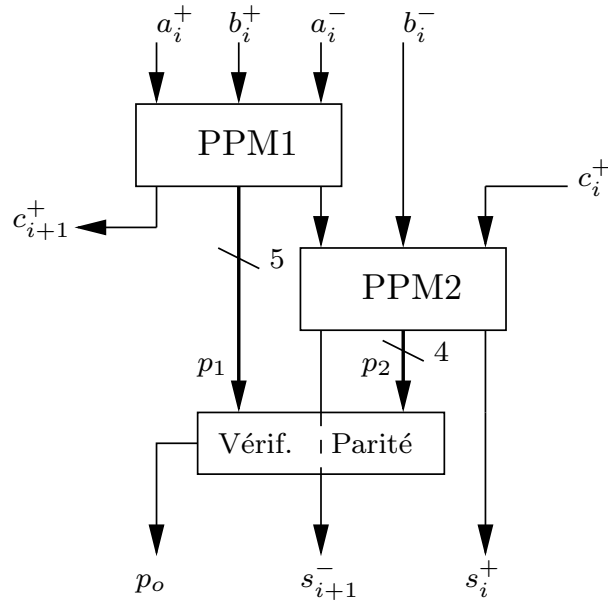 a_i^+ b_i^+ a_i^- b_i^-
PPM1
c_i^+
c_{i+1}^+
5
PPM2
p_1 p_2 4
Vérif. Parité
p_o s_{i+1}^- s_i^+